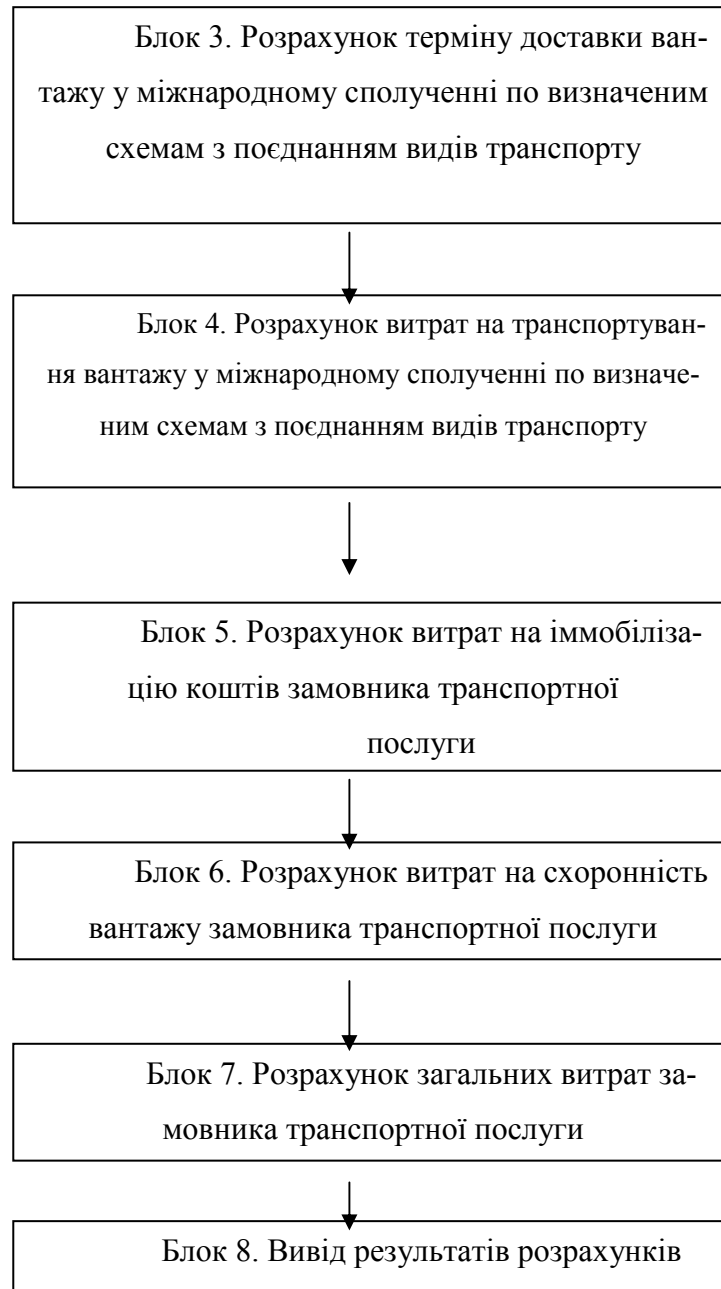 Блок 3. Розрахунок терміну доставки ван-
тажу у міжнародному сполученні по визначеним
схемам з поєднанням видів транспорту
Блок 4. Розрахунок витрат на транспортуван-
ня вантажу у міжнародному сполученні по визначе-
ним схемам з поєднанням видів транспорту
Блок 5. Розрахунок витрат на іммобіліза-
цію коштів замовника транспортної
послуги
Блок 6. Розрахунок витрат на схоронність
вантажу замовника транспортної послуги
Блок 7. Розрахунок загальних витрат за-
мовника транспортної послуги
Блок 8. Вивід результатів розрахунків